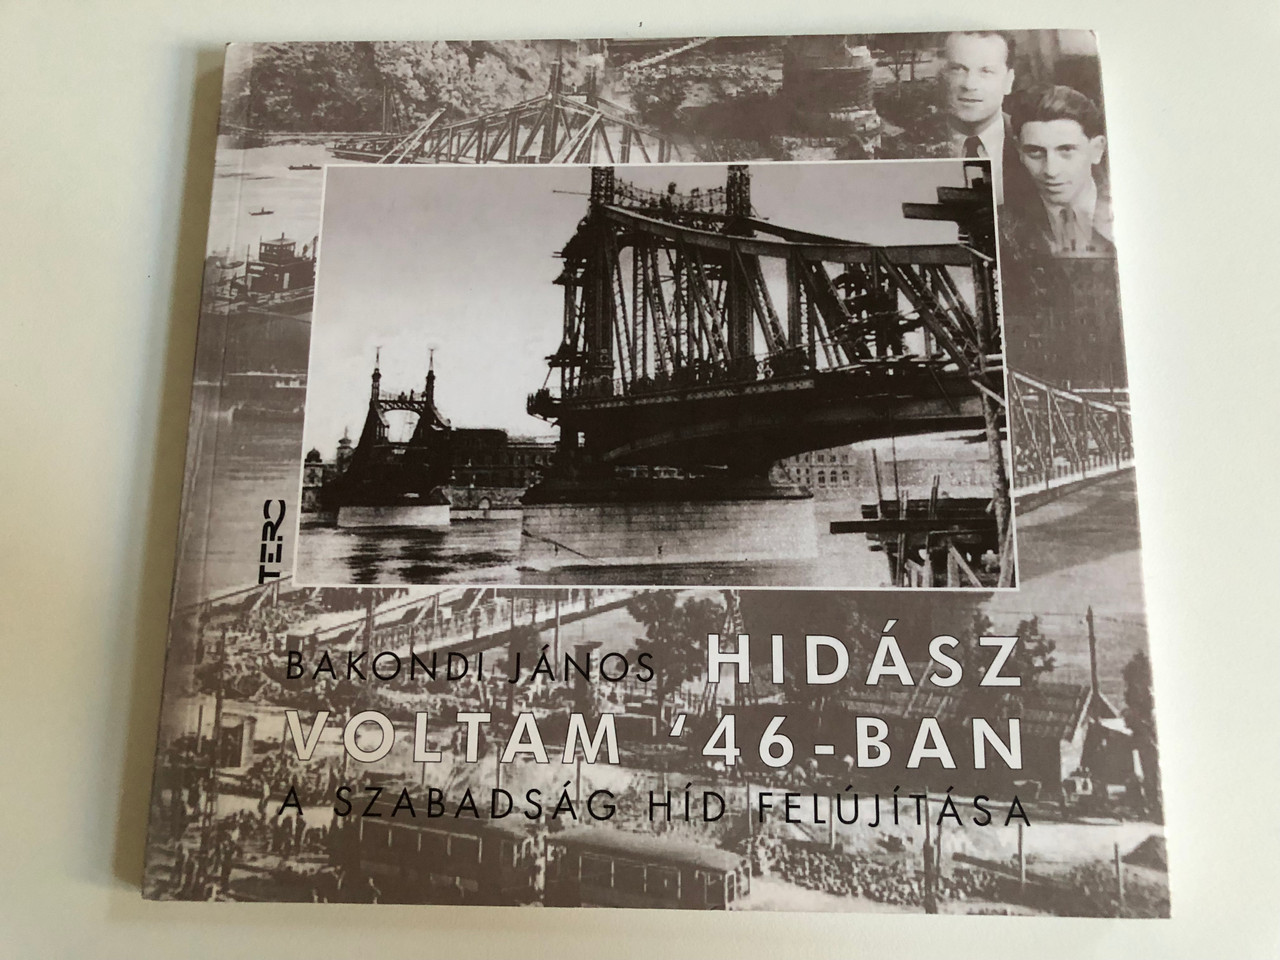 TERC
BAKONDI JÁNOS HIDÁSZ
VOLTAM '46-BAN
A SZABADSÁG HÍD FELÚJÍTÁSA